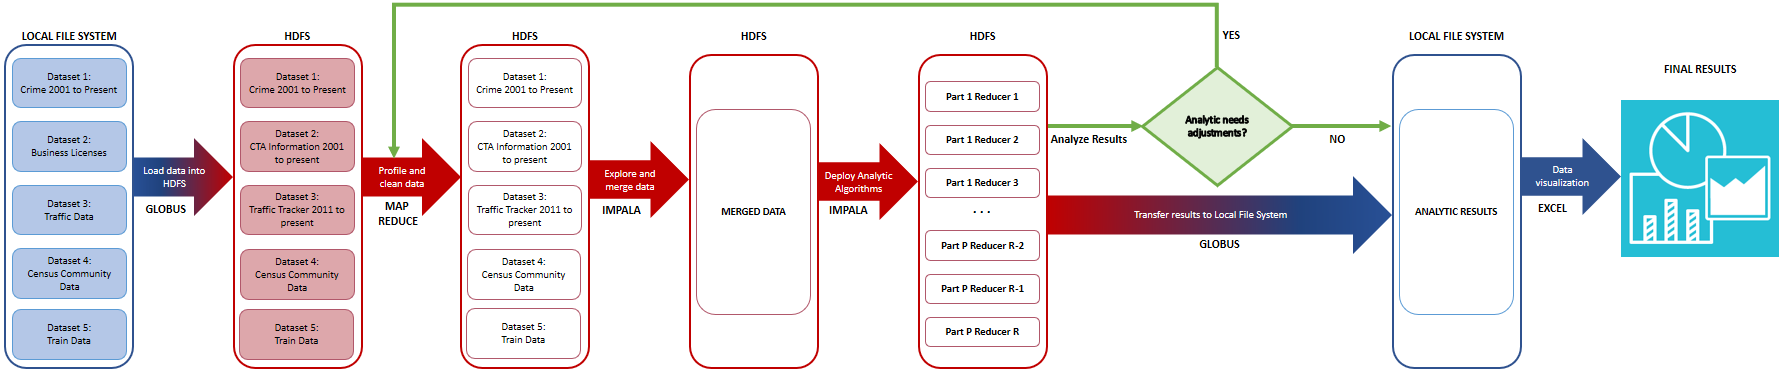 LOCAL FILE SYSTEM
Dataset 1:
Crime 2001 to Present
Dataset 2:
Business Licenses
Dataset 3:
Traffic Data
Dataset 4:
Census Community
Data
Dataset 5:
Train Data
Load data into
HDFS
GLOBUS
HDFS
Dataset 1:
Crime 2001 to Present
Dataset 2:
CTA Information 2001
to present
Dataset 3:
Traffic Tracker 2011 to
present
Dataset 4:
Census Community
Data
Dataset 5:
Train Data
Profile and
clean data
MAP
REDUCE
HDFS
Dataset 1:
Crime 2001 to Present
Dataset 2:
CTA Information 2001
to present
Dataset 3:
Traffic Tracker 2011 to
present
Dataset 4:
Census Community
Data
Dataset 5:
Train Data
Explore and
merge data
IMPALA
HDFS
MERGED DATA
Deploy Analytic
Algorithms
IMPALA
HDFS
Part 1 Reducer 1
Part 1 Reducer 2
Part 1 Reducer 3
. . .
Part P Reducer R-2
Part P Reducer R-1
Part P Reducer R
Analyze Results
Analytic needs
adjustments?
YES
NO
Transfer results to Local File System
GLOBUS
LOCAL FILE SYSTEM
ANALYTIC RESULTS
Data
visualization
EXCEL
FINAL RESULTS